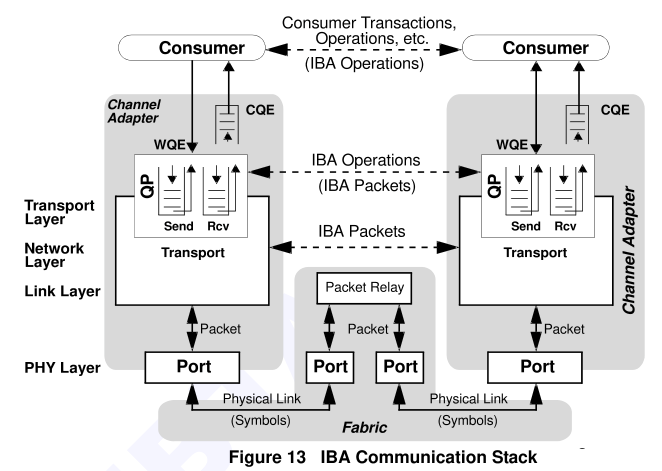 Consumer Transactions,
Operations, etc.
(IBA Operations)
Consumer
Consumer
Channel
Adapter
CQE
WQE
QP
Send
Rcv
Transport
IBA Operations
(IBA Packets)
CQE
WQE
QP
Send
Rcv
Transport
Channel Adapter
Transport
Layer
Network
Layer
Link Layer
PHY Layer
IBA Packets
Packet Relay
Packet
Packet
Packet
Port
Port
Port
Port
Physical Link
(Symbols)
Physical Link
(Symbols)
Fabric
Figure 13 IBA Communication Stack